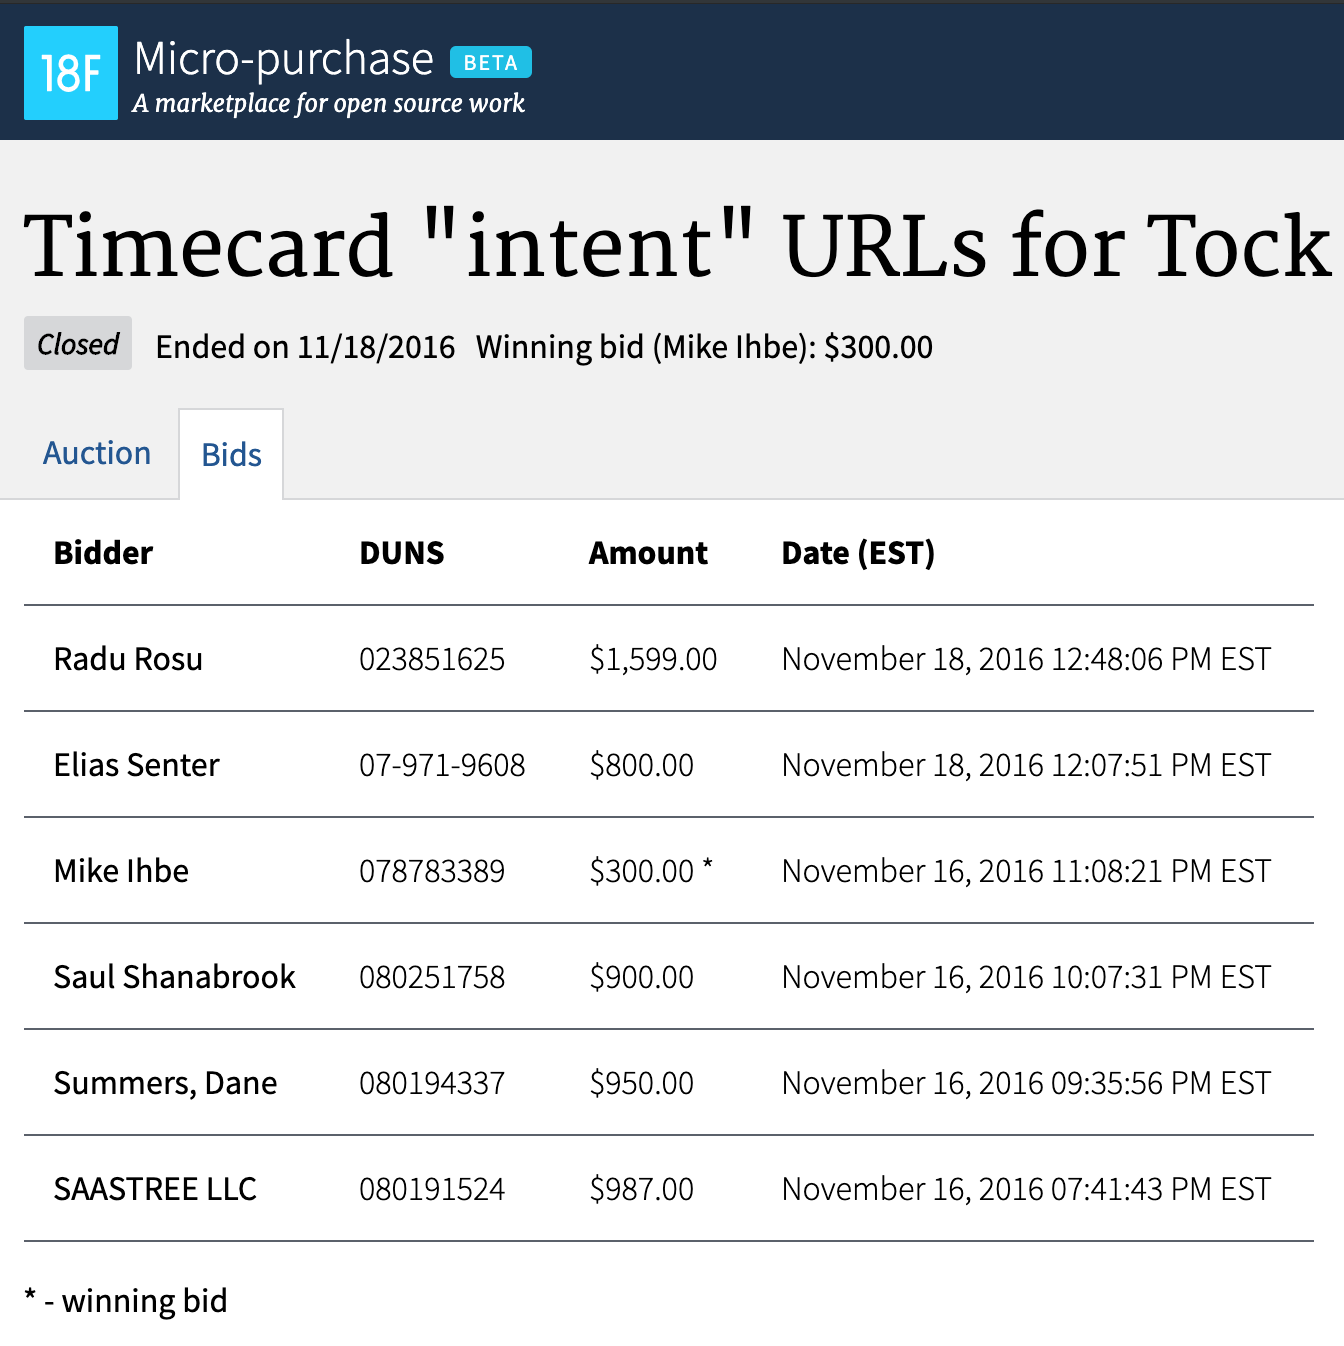 18F
Micro-purchase BETA
A marketplace for open source work
Timecard "intent" URLs for Tock
Closed Ended on 11/18/2016 Winning bid (Mike Ihbe): $300.00
Auction Bids
Bidder DUNS Amount Date (EST)
Radu Rosu 023851625 $1,599.00 November 18, 2016 12:48:06 PM EST
Elias Senter 07-971-9608 $800.00 November 18, 2016 12:07:51 PM EST
Mike Ihbe 078783389 $300.00 * November 16, 2016 11:08:21 PM EST
Saul Shanabrook 080251758 $900.00 November 16, 2016 10:07:31 PM EST
Summers, Dane 080194337 $950.00 November 16, 2016 09:35:56 PM EST
SAASTREE LLC 080191524 $987.00 November 16, 2016 07:41:43 PM EST
* - winning bid